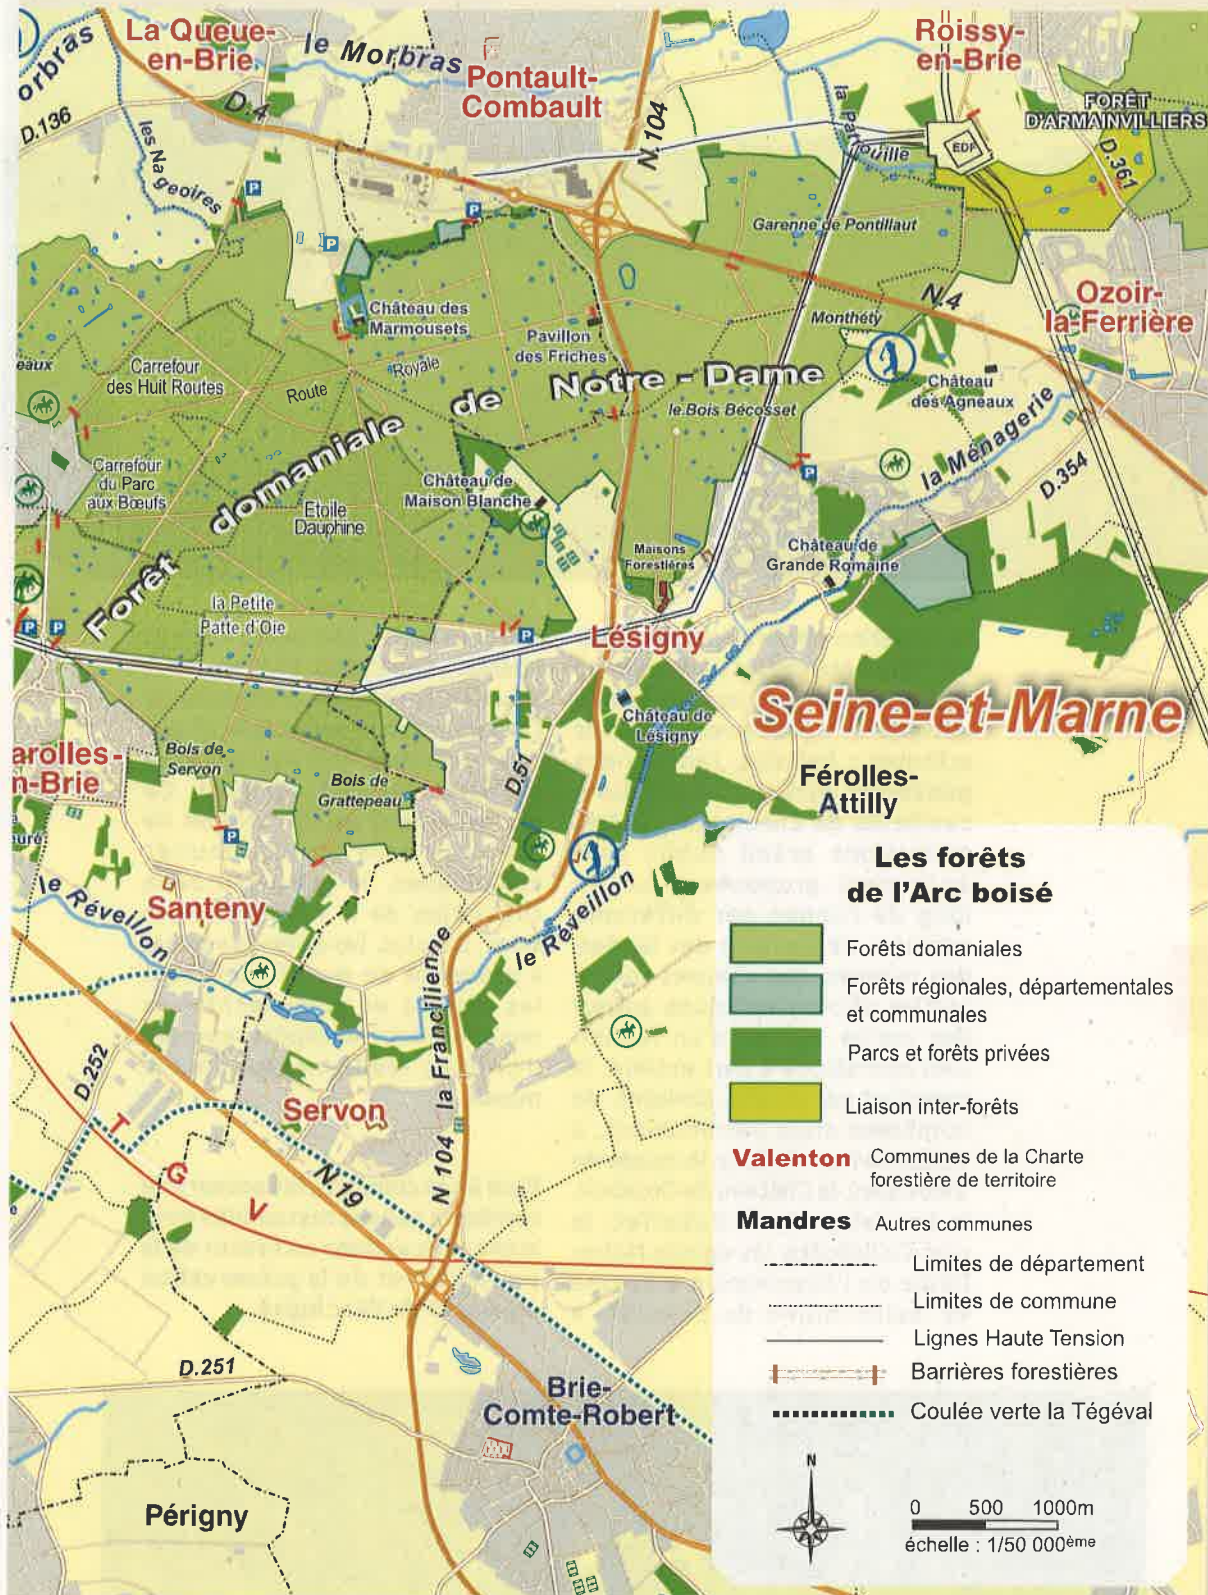 La Queue-
en-Brie
le Morbras
Pontault-
Combault
Roissy-
en-Brie
orbras
D.136
D.4
les Nageoires
N.104
FORÊT
D'ARMAINVILLIERS
EDF
D.361
P
P
P
Garenne de Pontillaut
N.4
Ozoir-
la-Ferrière
Château des
Marmousets
Pavillon
des Friches
Monthéty
eaux
Carrefour
des Huit Routes
Route
Royale
Château
des Agneaux
Forêt domaniale de Notre - Dame
le Bois Bécosset
la Ménagerie
D.354
Carrefour
du Parc
aux Bœufs
Château de
Maison Blanche
P
Etoile
Dauphine
Maisons
Forestières
Château de
Grande Romaine
la Petite
Patte d'Oie
P
P
P
Lésigny
Seine-et-Marne
Château de
Lésigny
arolles-
n-Brie
Bois de
Servon
Bois de
Grattepeau
D.51
Férolles-
Attilly
P
le Réveillon
Santeny
le Réveillon
D.252
Servon
N 104 la Francilienne
T G V
N.19
D.251
Brie-
Comte-Robert
Périgny
Les forêts
de l'Arc boisé
Forêts domaniales
Forêts régionales, départementales
et communales
Parcs et forêts privées
Liaison inter-forêts
Valenton Communes de la Charte
forestière de territoire
Mandres Autres communes
Limites de département
Limites de commune
Lignes Haute Tension
Barrières forestières
Coulée verte la Tégéval
N
0 500 1000m
échelle : 1/50 000ème